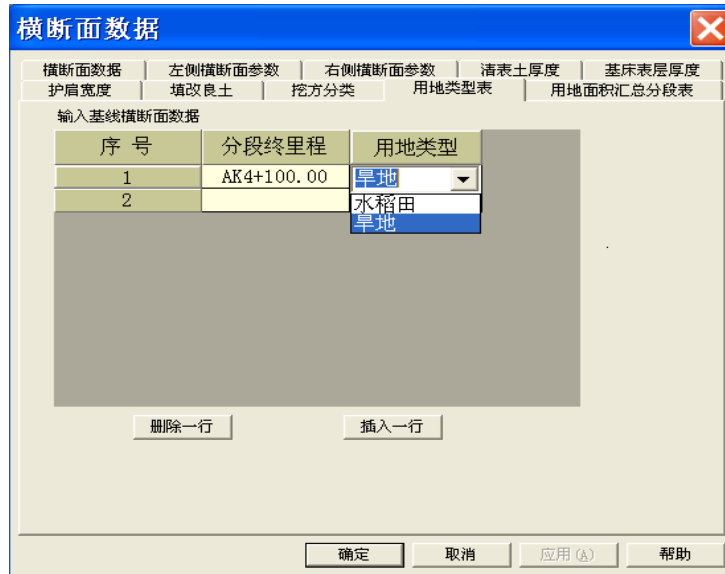 横断面数据
横断面数据 左侧横断面参数 右侧横断面参数 清表土厚度 基床表层厚度
护肩宽度 填改良土 挖方分类 用地类型表 用地面积汇总分段表
输入基线横断面数据
序 号 分段终里程 用地类型
1 AK4+100.00 旱地
2 水稻田
旱地
删除一行 插入一行
确定 取消 应用(A) 帮助